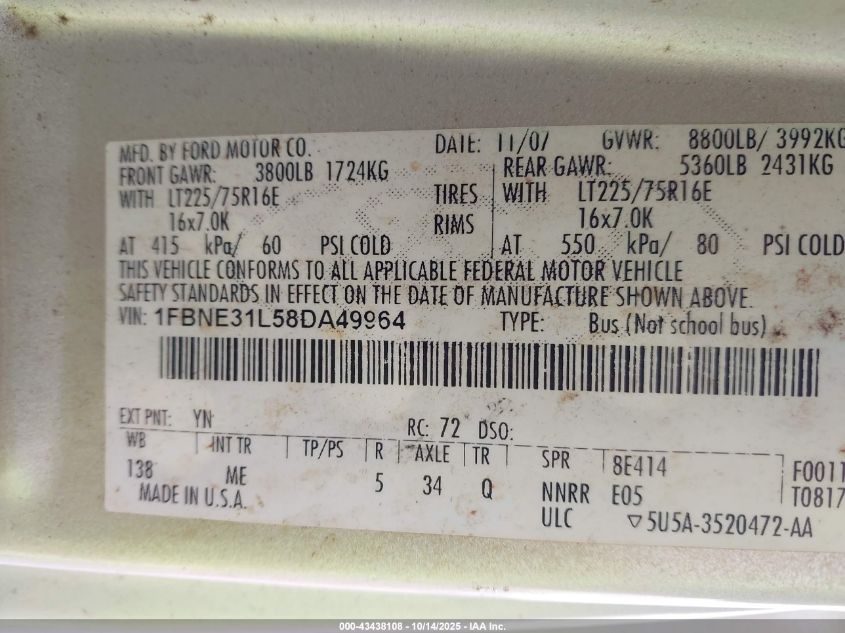 MFD. BY FORD MOTOR CO. DATE: 11/07 GVWR: 8800LB/ 3992KG
FRONT GAWR: 3800LB 1724KG REAR GAWR: 5360LB 2431KG
WITH LT225/75R16E TIRES WITH LT225/75R16E
16x7.0K RIMS 16x7.0K
AT 415 kPa/ 60 PSI COLD AT 550 kPa/ 80 PSI COLD
THIS VEHICLE CONFORMS TO ALL APPLICABLE FEDERAL MOTOR VEHICLE
SAFETY STANDARDS IN EFFECT ON THE DATE OF MANUFACTURE SHOWN ABOVE.
VIN: 1FBNE31L58DA49964 TYPE: Bus (Not school bus)
EXT PNT: YN RC: 72 DSO:
WB INT TR TP/PS R AXLE TR SPR 8E414 F0011
138 ME 5 34 Q NNRR E05 T0817
MADE IN U.S.A. ULC ▽5U5A-3520472-AA
000-43438108 - 10/14/2025 - IAA Inc.